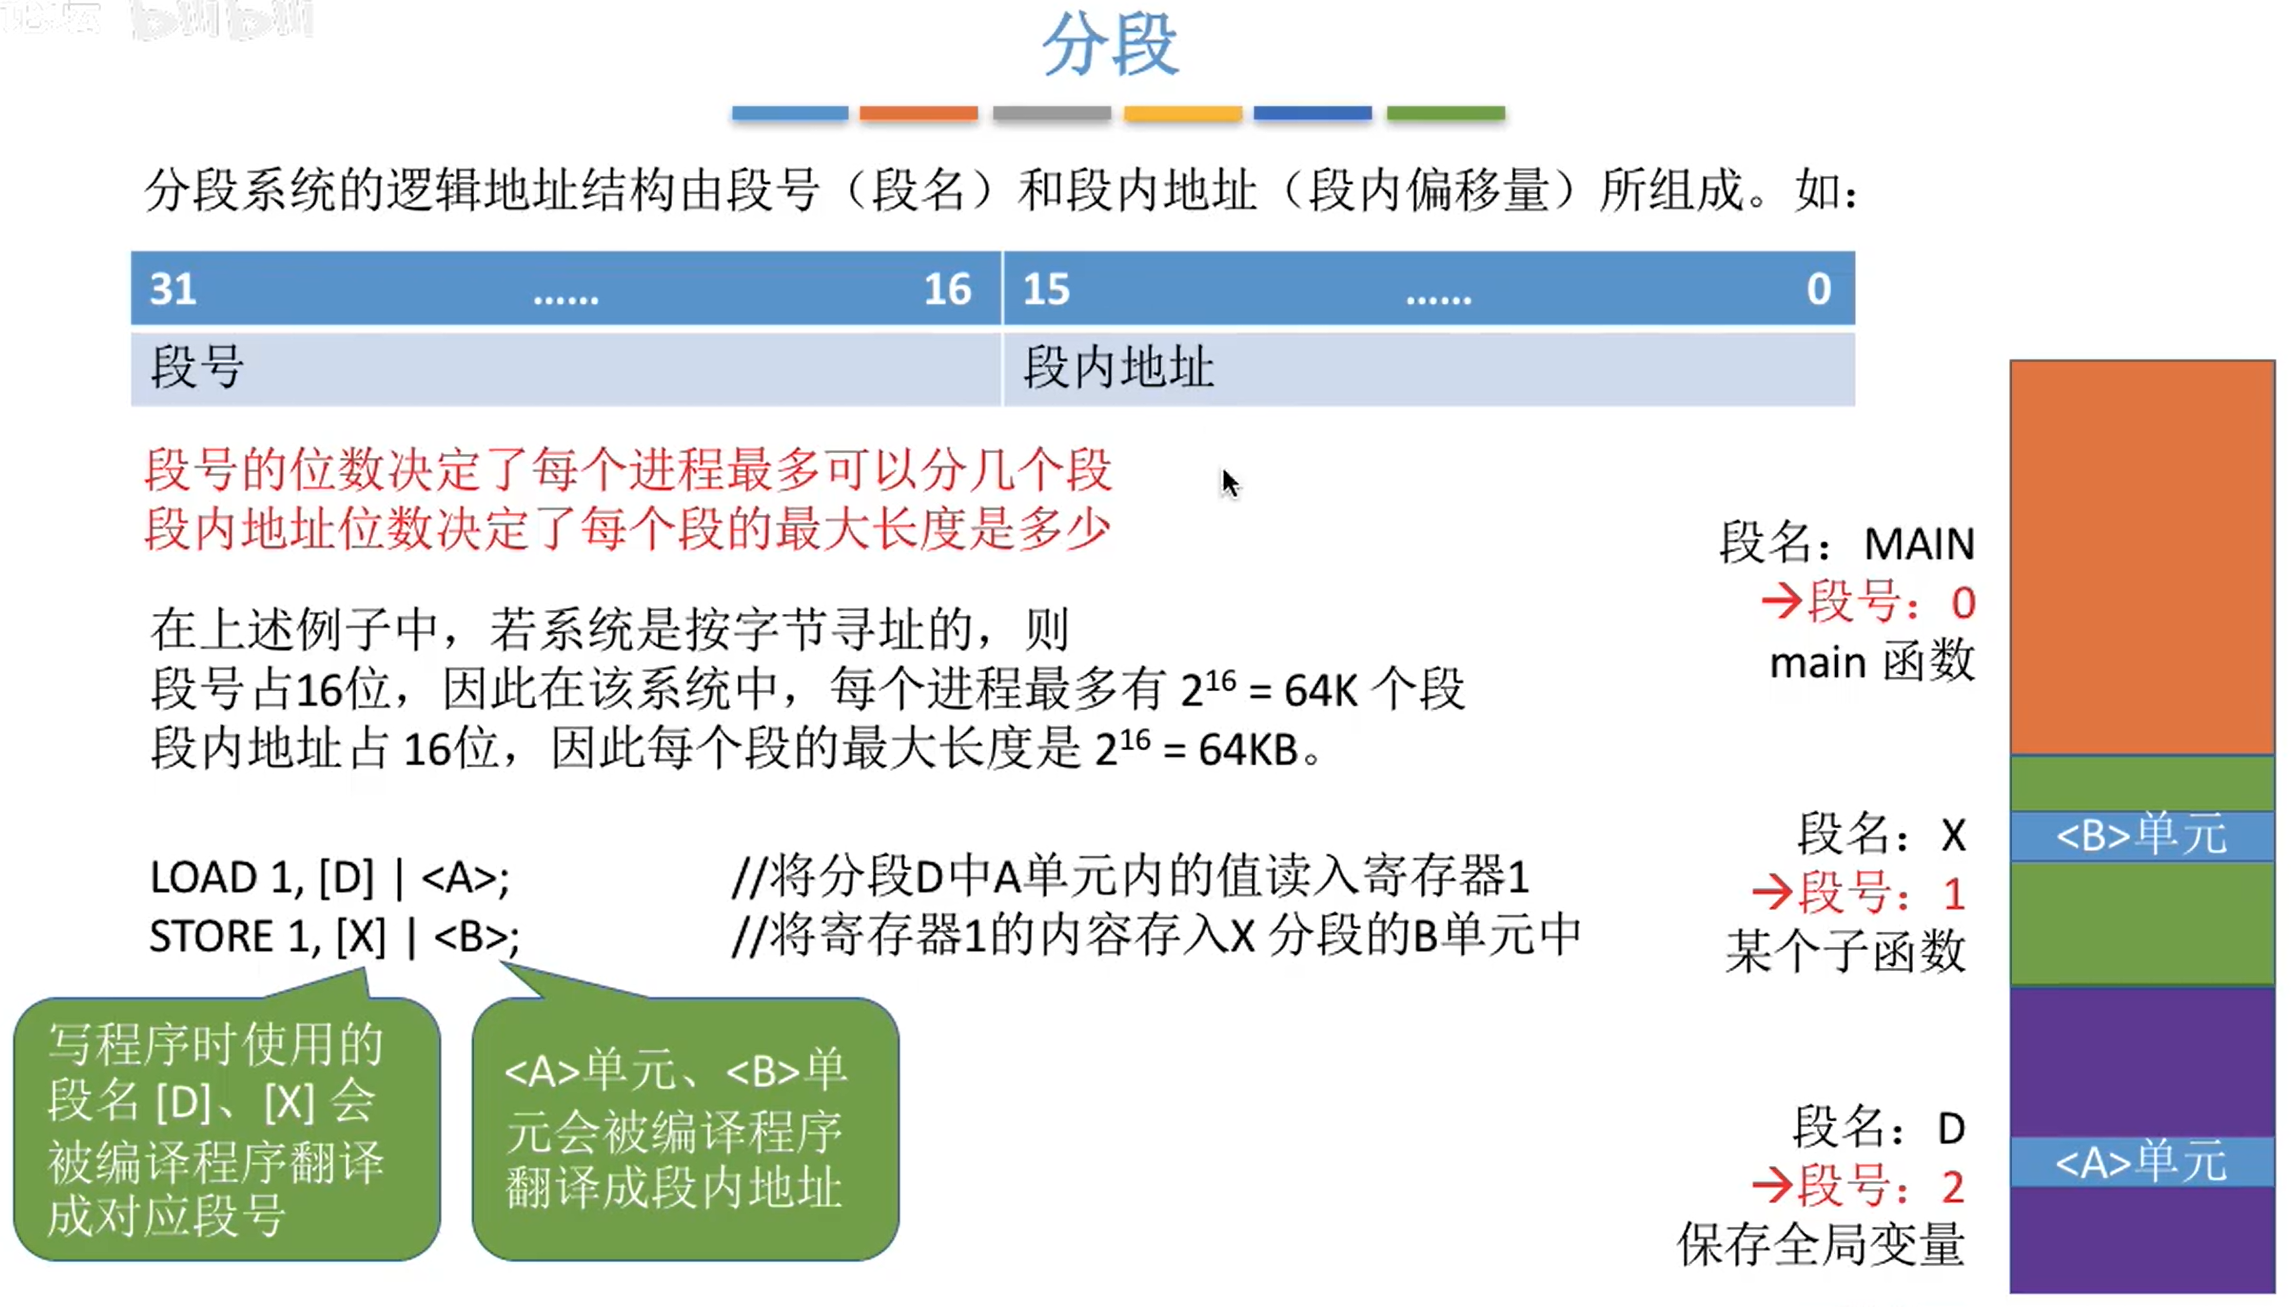 bilibili
分段
分段系统的逻辑地址结构由段号（段名）和段内地址（段内偏移量）所组成。如：
31 …… 16 15 …… 0
段号 段内地址
段号的位数决定了每个进程最多可以分几个段
段内地址位数决定了每个段的最大长度是多少
在上述例子中，若系统是按字节寻址的，则
段号占16位，因此在该系统中，每个进程最多有 2¹⁶ = 64K 个段
段内地址占 16位，因此每个段的最大长度是 2¹⁶ = 64KB。
LOAD 1, [D] | <A>; //将分段D中A单元内的值读入寄存器1
STORE 1, [X] | <B>; //将寄存器1的内容存入X 分段的B单元中
写程序时使用的
段名 [D]、[X] 会
被编译程序翻译
成对应段号
<A>单元、<B>单
元会被编译程序
翻译成段内地址
段名：MAIN
→段号：0
main 函数
段名：X
→段号：1
某个子函数
段名：D
→段号：2
保存全局变量
<B>单元
<A>单元